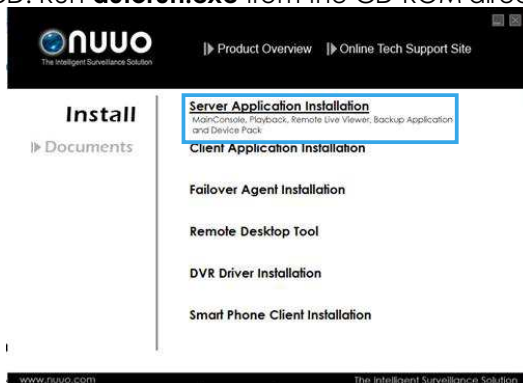 CD. Run autorun.exe from the CD-ROM direc
NUUO
The Intelligent Surveillance Solution
Product Overview Online Tech Support Site
Install
Documents
Server Application Installation
MainConsole, Playback, Remote Live Viewer, Backup Application
and Device Pack
Client Application Installation
Failover Agent Installation
Remote Desktop Tool
DVR Driver Installation
Smart Phone Client Installation
www.nuuo.com The Intelligent Surveillance Solution